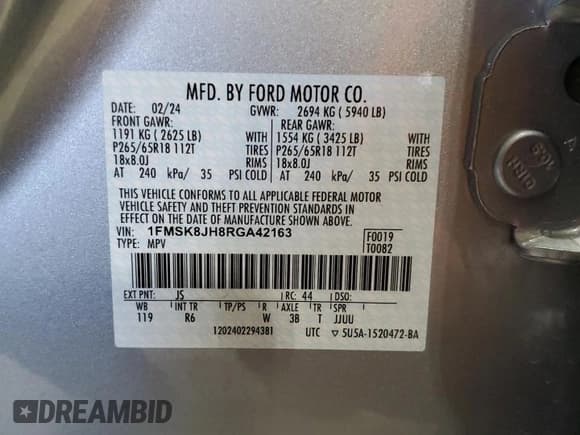 MFD. BY FORD MOTOR CO.
DATE: 02/24 GVWR: 2694 KG ( 5940 LB)
FRONT GAWR: REAR GAWR:
1191 KG ( 2625 LB) WITH 1554 KG ( 3425 LB) WITH
P265/65R18 112T TIRES P265/65R18 112T TIRES
18x8.0J RIMS 18x8.0J RIMS
AT 240 kPa/ 35 PSI COLD AT 240 kPa/ 35 PSI COLD
THIS VEHICLE CONFORMS TO ALL APPLICABLE FEDERAL MOTOR
VEHICLE SAFETY AND THEFT PREVENTION STANDARDS IN
EFFECT ON THE DATE OF MANUFACTURE SHOWN ABOVE.
VIN: 1FMSK8JH8RGA42163 F0019
TYPE: MPV T0082
EXT PNT: JS RC: 44 DSO:
WB INT TR TP/PS R AXLE TR SPR
119 R6 W 3B T JJUU
1202402294381 UTC ▽ 5U5A-1520472-BA
DREAMBID